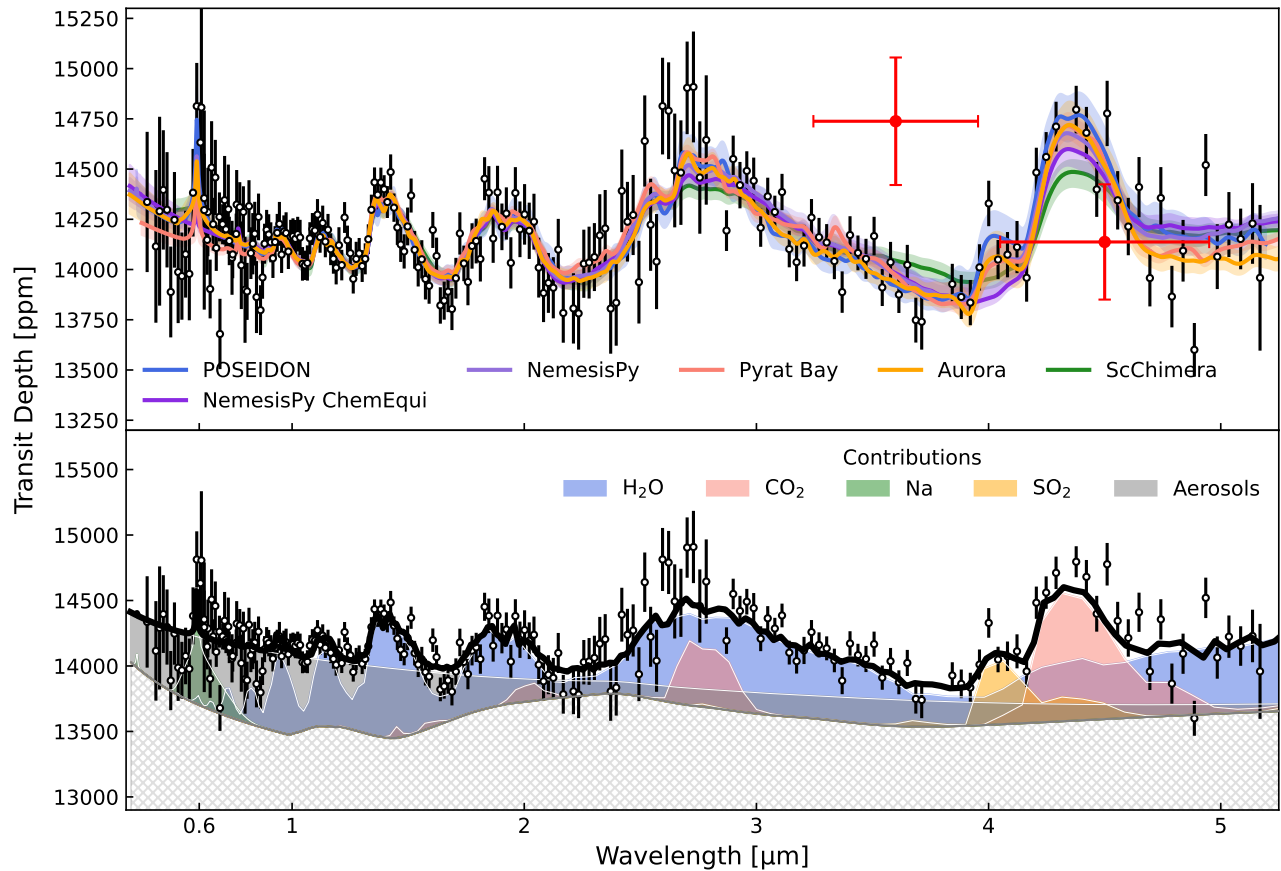 Transit Depth [ppm]
15250
15000
14750
14500
14250
14000
13750
13500
13250
POSEIDON
NemesisPy
Pyrat Bay
Aurora
ScChimera
NemesisPy ChemEqui
15500
15000
14500
14000
13500
13000
Contributions
H₂O
CO₂
Na
SO₂
Aerosols
0.6
1
2
3
4
5
Wavelength [µm]